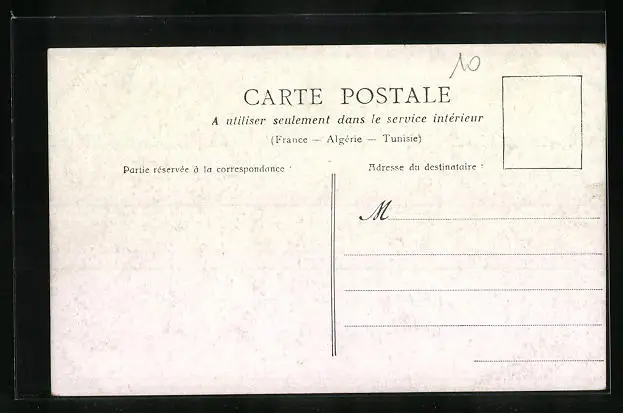 10
CARTE POSTALE
A utiliser seulement dans le service intérieur
(France — Algérie — Tunisie)
Partie réservée à la correspondance :
Adresse du destinataire :
M